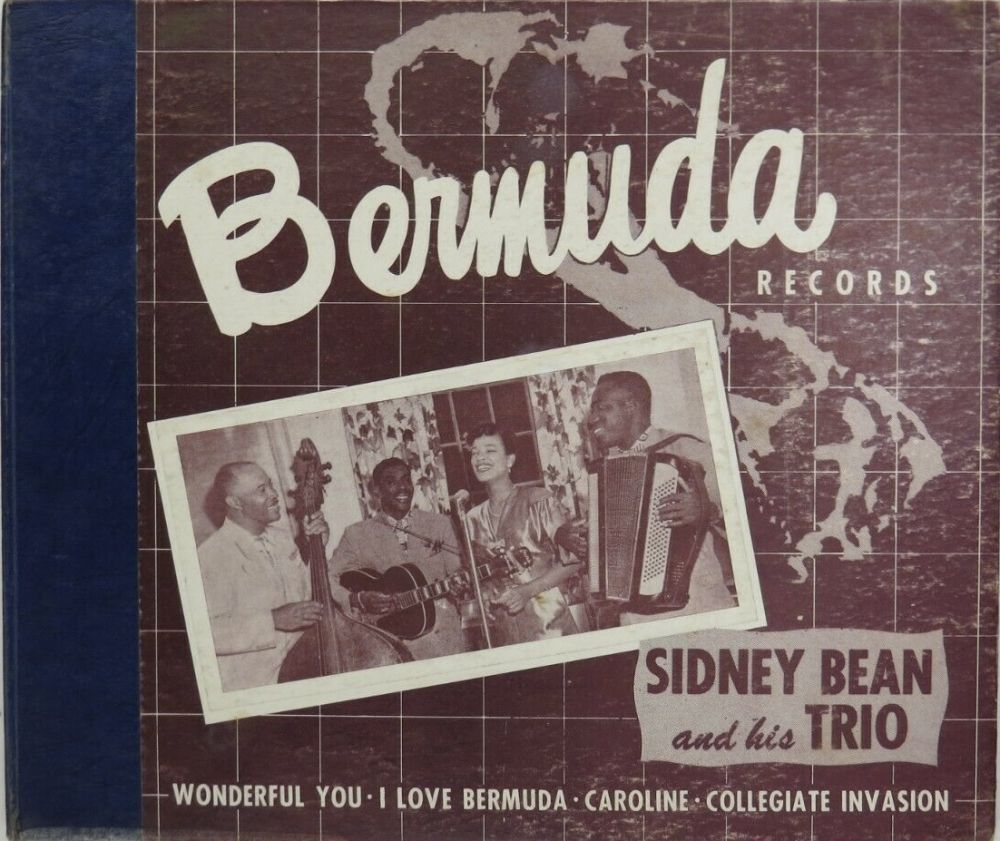 Bermuda
RECORDS
SIDNEY BEAN
and his TRIO
WONDERFUL YOU · I LOVE BERMUDA · CAROLINE · COLLEGIATE INVASION